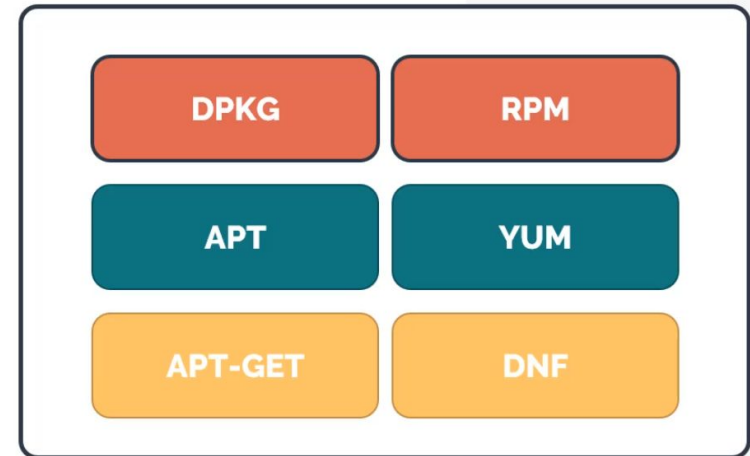 DPKG
RPM
APT
YUM
APT-GET
DNF